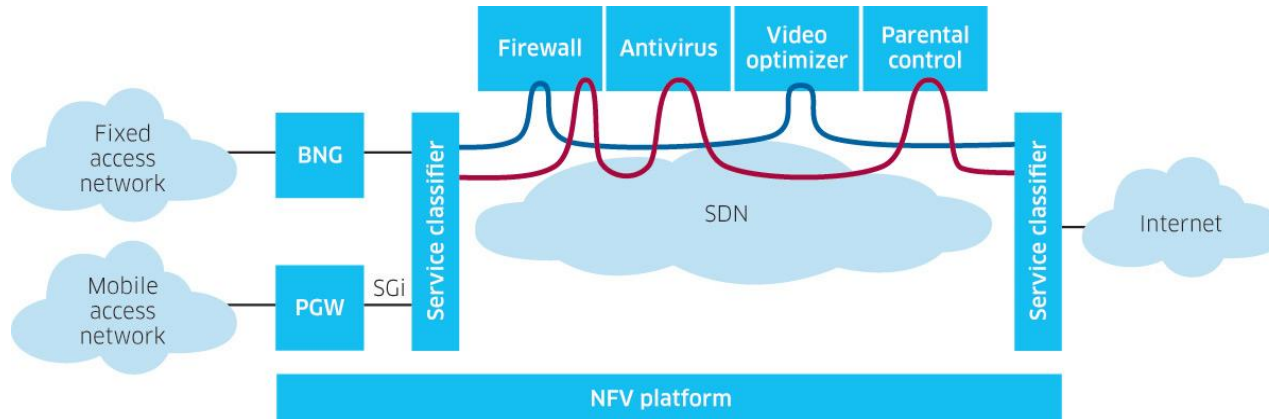 Firewall
Antivirus
Video
optimizer
Parental
control
Fixed
access
network
BNG
Service classifier
SDN
Service classifier
Internet
Mobile
access
network
PGW
SGi
NFV platform